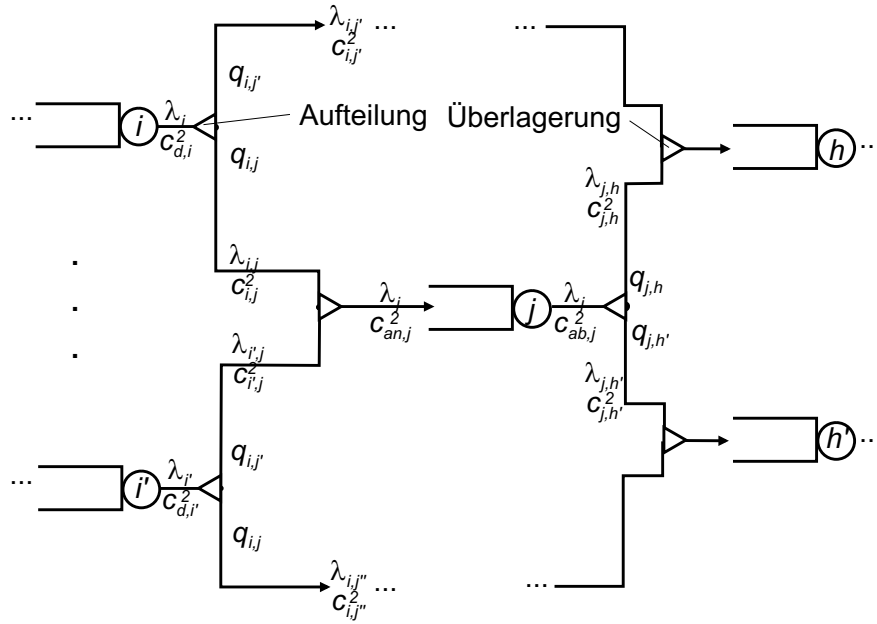 λi,j' ... ...
c²i,j'
qi,j'
... i λi Aufteilung Überlagerung h ..
c²d,i
qi,j
λj,h
c²j,h
λi,j
c²i,j
qj,h
λj j λj
c²an,j c²ab,j
qj,h'
λi',j
c²i',j
λj,h'
c²j,h'
h' ..
qi,j'
... i' λi'
c²d,i'
qi,j
λi,j'' ... ...
c²i,j''